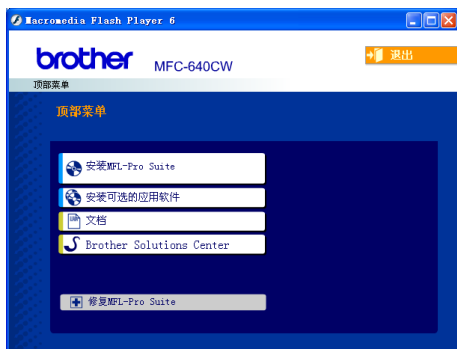 Macromedia Flash Player 6
brother MFC-640CW
退出
顶部菜单
顶部菜单
安装MFL-Pro Suite
安装可选的应用软件
文档
Brother Solutions Center
修复MFL-Pro Suite